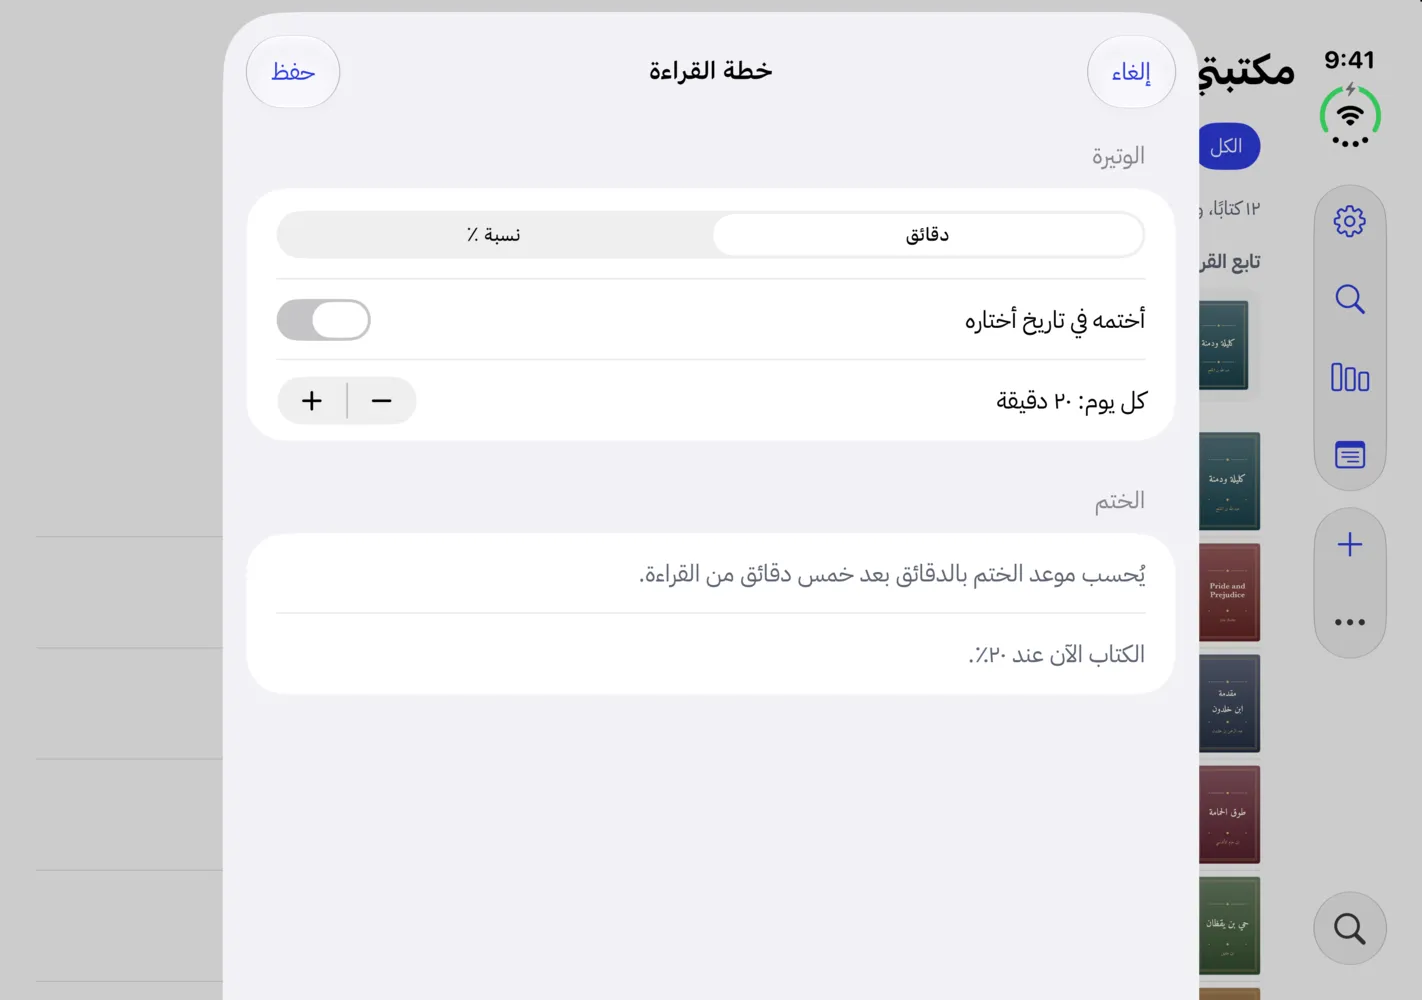 9:41
مكتبتي
الكل
١٢ كتابًا، و
تابع القر
كليلة ودمنة
كليلة ودمنة
Pride and
Prejudice
مقدمة
ابن خلدون
طوق الحمامة
حي بن يقظان
إلغاء
خطة القراءة
حفظ
الوتيرة
دقائق
نسبة ٪
أختمه في تاريخ أختاره
كل يوم: ٢٠ دقيقة
− +
الختم
يُحسب موعد الختم بالدقائق بعد خمس دقائق من القراءة.
الكتاب الآن عند ٢٠٪.